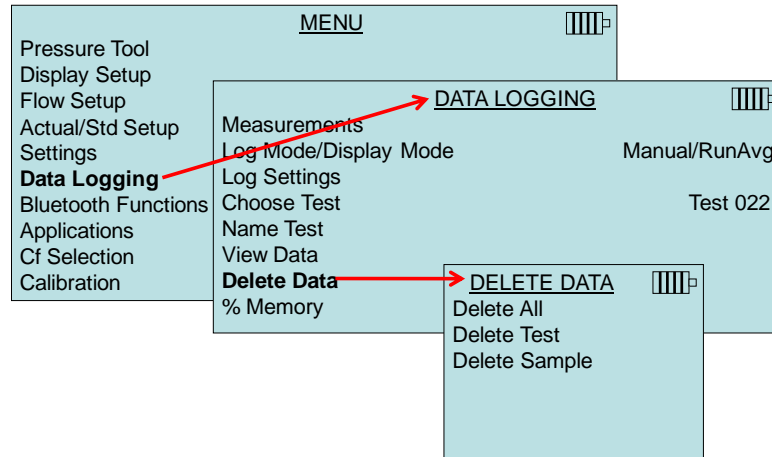 MENU
Pressure Tool
Display Setup
Flow Setup
Actual/Std Setup
Settings
Data Logging
Bluetooth Functions
Applications
Cf Selection
Calibration
DATA LOGGING
Measurements
Log Mode/Display Mode Manual/RunAvg
Log Settings
Choose Test Test 022
Name Test
View Data
Delete Data
% Memory
DELETE DATA
Delete All
Delete Test
Delete Sample